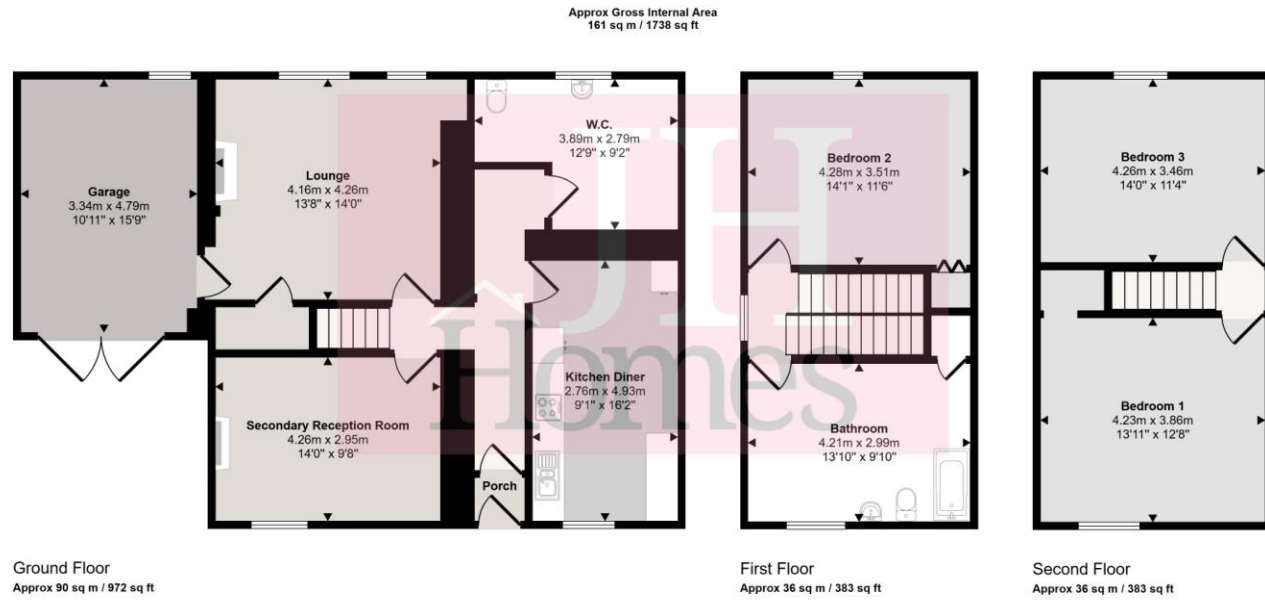 Approx Gross Internal Area
161 sq m / 1738 sq ft
Garage
3.34m x 4.79m
10'11" x 15'9"
Lounge
4.16m x 4.26m
13'8" x 14'0"
W.C.
3.89m x 2.79m
12'9" x 9'2"
Kitchen Diner
2.76m x 4.93m
9'1" x 16'2"
Secondary Reception Room
4.26m x 2.95m
14'0" x 9'8"
Porch
Bedroom 2
4.28m x 3.51m
14'1" x 11'6"
Bathroom
4.21m x 2.99m
13'10" x 9'10"
Bedroom 3
4.26m x 3.46m
14'0" x 11'4"
Bedroom 1
4.23m x 3.86m
13'11" x 12'8"
JH
Homes
Ground Floor
Approx 90 sq m / 972 sq ft
First Floor
Approx 36 sq m / 383 sq ft
Second Floor
Approx 36 sq m / 383 sq ft